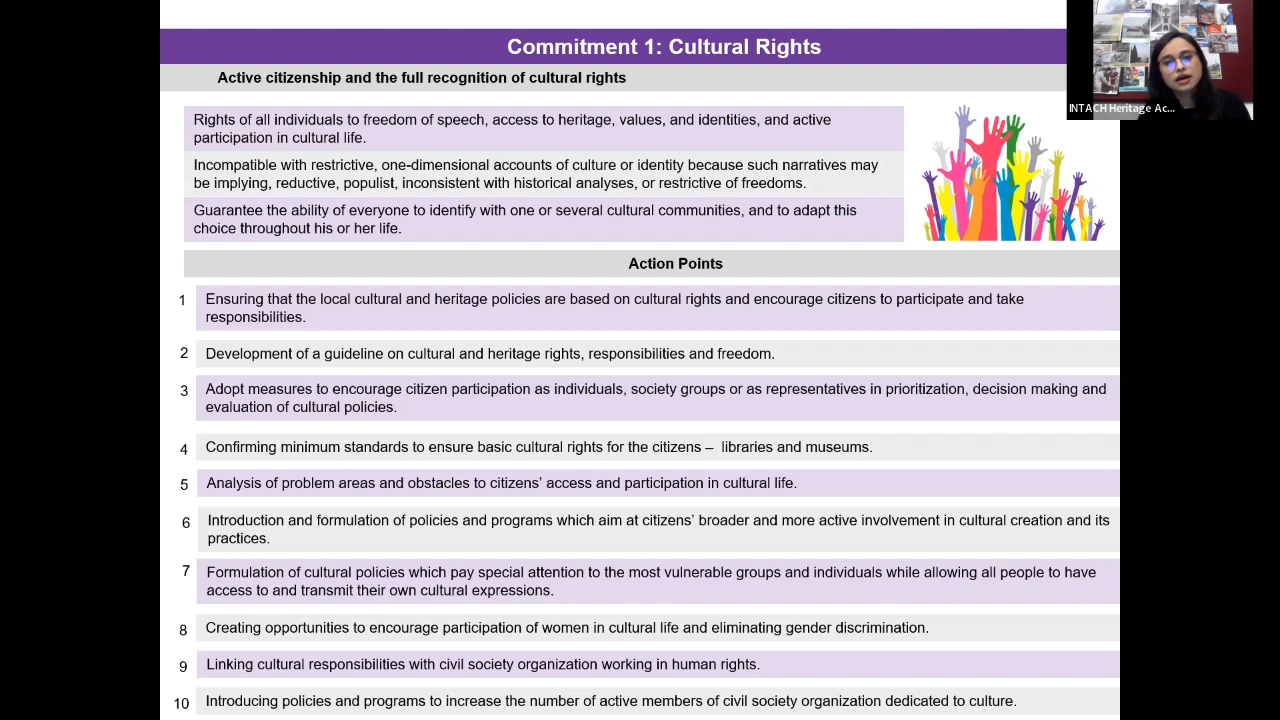 Commitment 1: Cultural Rights
Active citizenship and the full recognition of cultural rights
INTACH Heritage Ac...
Rights of all individuals to freedom of speech, access to heritage, values, and identities, and active
participation in cultural life.
Incompatible with restrictive, one-dimensional accounts of culture or identity because such narratives may
be implying, reductive, populist, inconsistent with historical analyses, or restrictive of freedoms.
Guarantee the ability of everyone to identify with one or several cultural communities, and to adapt this
choice throughout his or her life.
Action Points
1 Ensuring that the local cultural and heritage policies are based on cultural rights and encourage citizens to participate and take
responsibilities.
2 Development of a guideline on cultural and heritage rights, responsibilities and freedom.
3 Adopt measures to encourage citizen participation as individuals, society groups or as representatives in prioritization, decision making and
evaluation of cultural policies.
4 Confirming minimum standards to ensure basic cultural rights for the citizens – libraries and museums.
5 Analysis of problem areas and obstacles to citizens’ access and participation in cultural life.
6 Introduction and formulation of policies and programs which aim at citizens’ broader and more active involvement in cultural creation and its
practices.
7 Formulation of cultural policies which pay special attention to the most vulnerable groups and individuals while allowing all people to have
access to and transmit their own cultural expressions.
8 Creating opportunities to encourage participation of women in cultural life and eliminating gender discrimination.
9 Linking cultural responsibilities with civil society organization working in human rights.
10 Introducing policies and programs to increase the number of active members of civil society organization dedicated to culture.